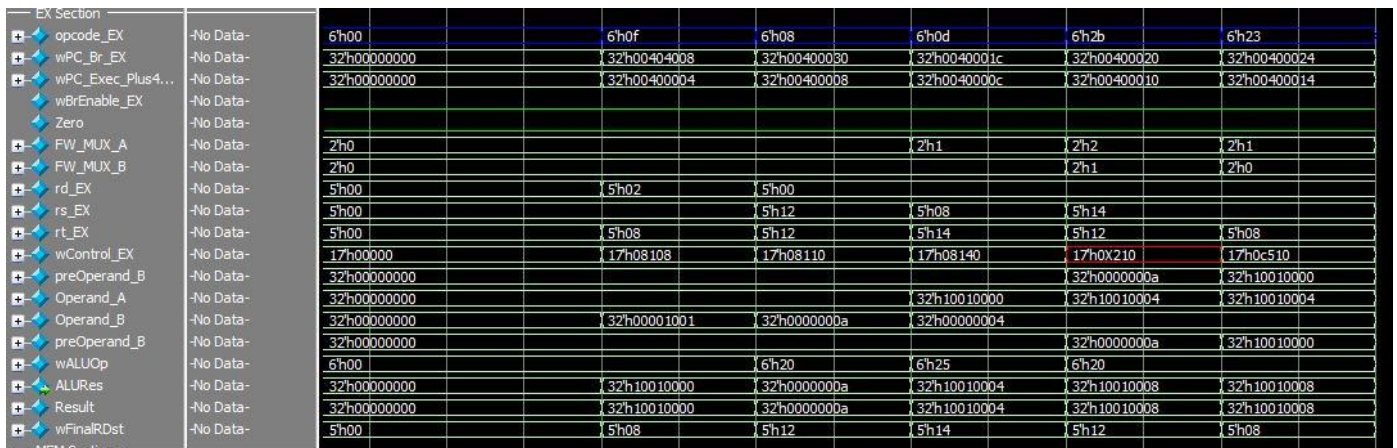 EX Section
opcode_EX -No Data- 6'h00 6'h0f 6'h08 6'h0d 6'h2b 6'h23
wPC_Br_EX -No Data- 32'h00000000 32'h00404008 32'h00400030 32'h0040001c 32'h00400020 32'h00400024
wPC_Exec_Plus4... -No Data- 32'h00000000 32'h00400004 32'h00400008 32'h0040000c 32'h00400010 32'h00400014
wBrEnable_EX -No Data-
Zero -No Data-
FW_MUX_A -No Data- 2'h0 2'h1 2'h2 2'h1
FW_MUX_B -No Data- 2'h0 2'h1 2'h0
rd_EX -No Data- 5'h00 5'h02 5'h00
rs_EX -No Data- 5'h00 5'h12 5'h08 5'h14
rt_EX -No Data- 5'h00 5'h08 5'h12 5'h14 5'h12 5'h08
wControl_EX -No Data- 17'h00000 17'h08108 17'h08110 17'h08140 17'h0X210 17'h0c510
preOperand_B -No Data- 32'h00000000 32'h0000000a 32'h10010000
Operand_A -No Data- 32'h00000000 32'h10010000 32'h10010004 32'h10010004
Operand_B -No Data- 32'h00000000 32'h00001001 32'h0000000a 32'h00000004
preOperand_B -No Data- 32'h00000000 32'h0000000a 32'h10010000
wALUOp -No Data- 6'h00 6'h20 6'h25 6'h20
ALURes -No Data- 32'h00000000 32'h10010000 32'h0000000a 32'h10010004 32'h10010008 32'h10010008
Result -No Data- 32'h00000000 32'h10010000 32'h0000000a 32'h10010004 32'h10010008 32'h10010008
wFinalRDst -No Data- 5'h00 5'h08 5'h12 5'h14 5'h12 5'h08